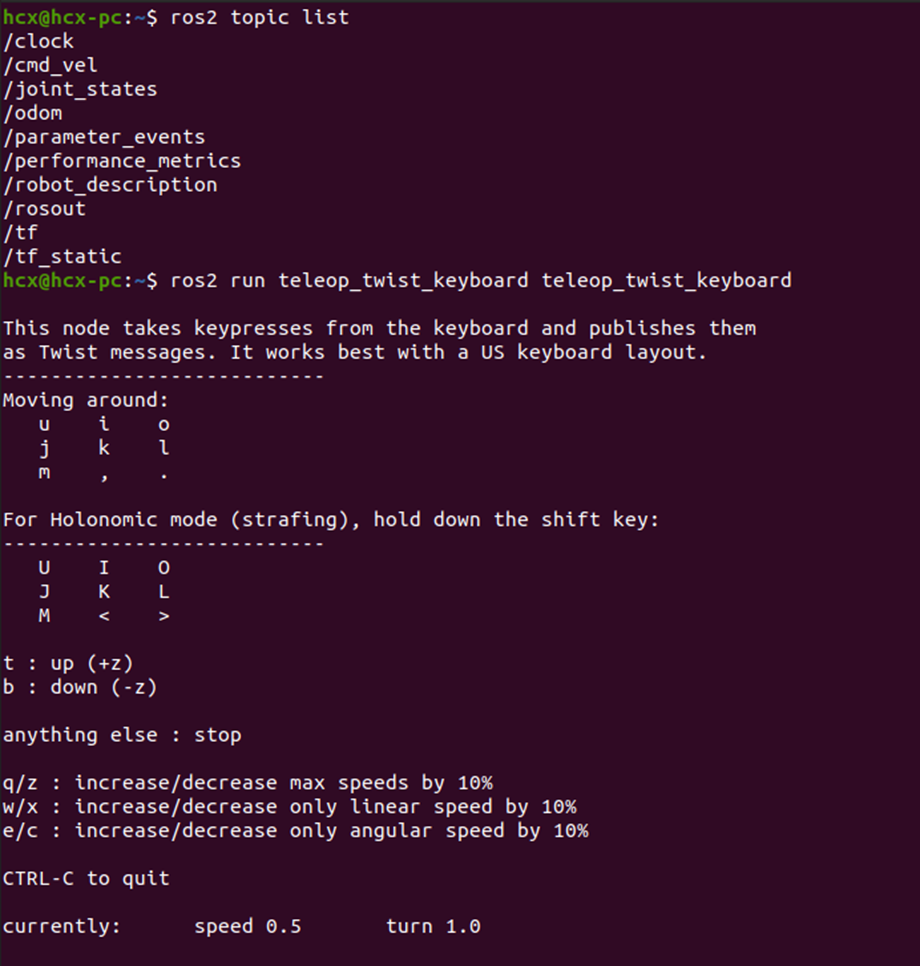 hcx@hcx-pc:~$ ros2 topic list
/clock
/cmd_vel
/joint_states
/odom
/parameter_events
/performance_metrics
/robot_description
/rosout
/tf
/tf_static
hcx@hcx-pc:~$ ros2 run teleop_twist_keyboard teleop_twist_keyboard

This node takes keypresses from the keyboard and publishes them
as Twist messages. It works best with a US keyboard layout.
---------------------------
Moving around:
   u    i    o
   j    k    l
   m    ,    .

For Holonomic mode (strafing), hold down the shift key:
---------------------------
   U    I    O
   J    K    L
   M    <    >

t : up (+z)
b : down (-z)

anything else : stop

q/z : increase/decrease max speeds by 10%
w/x : increase/decrease only linear speed by 10%
e/c : increase/decrease only angular speed by 10%

CTRL-C to quit

currently:      speed 0.5       turn 1.0